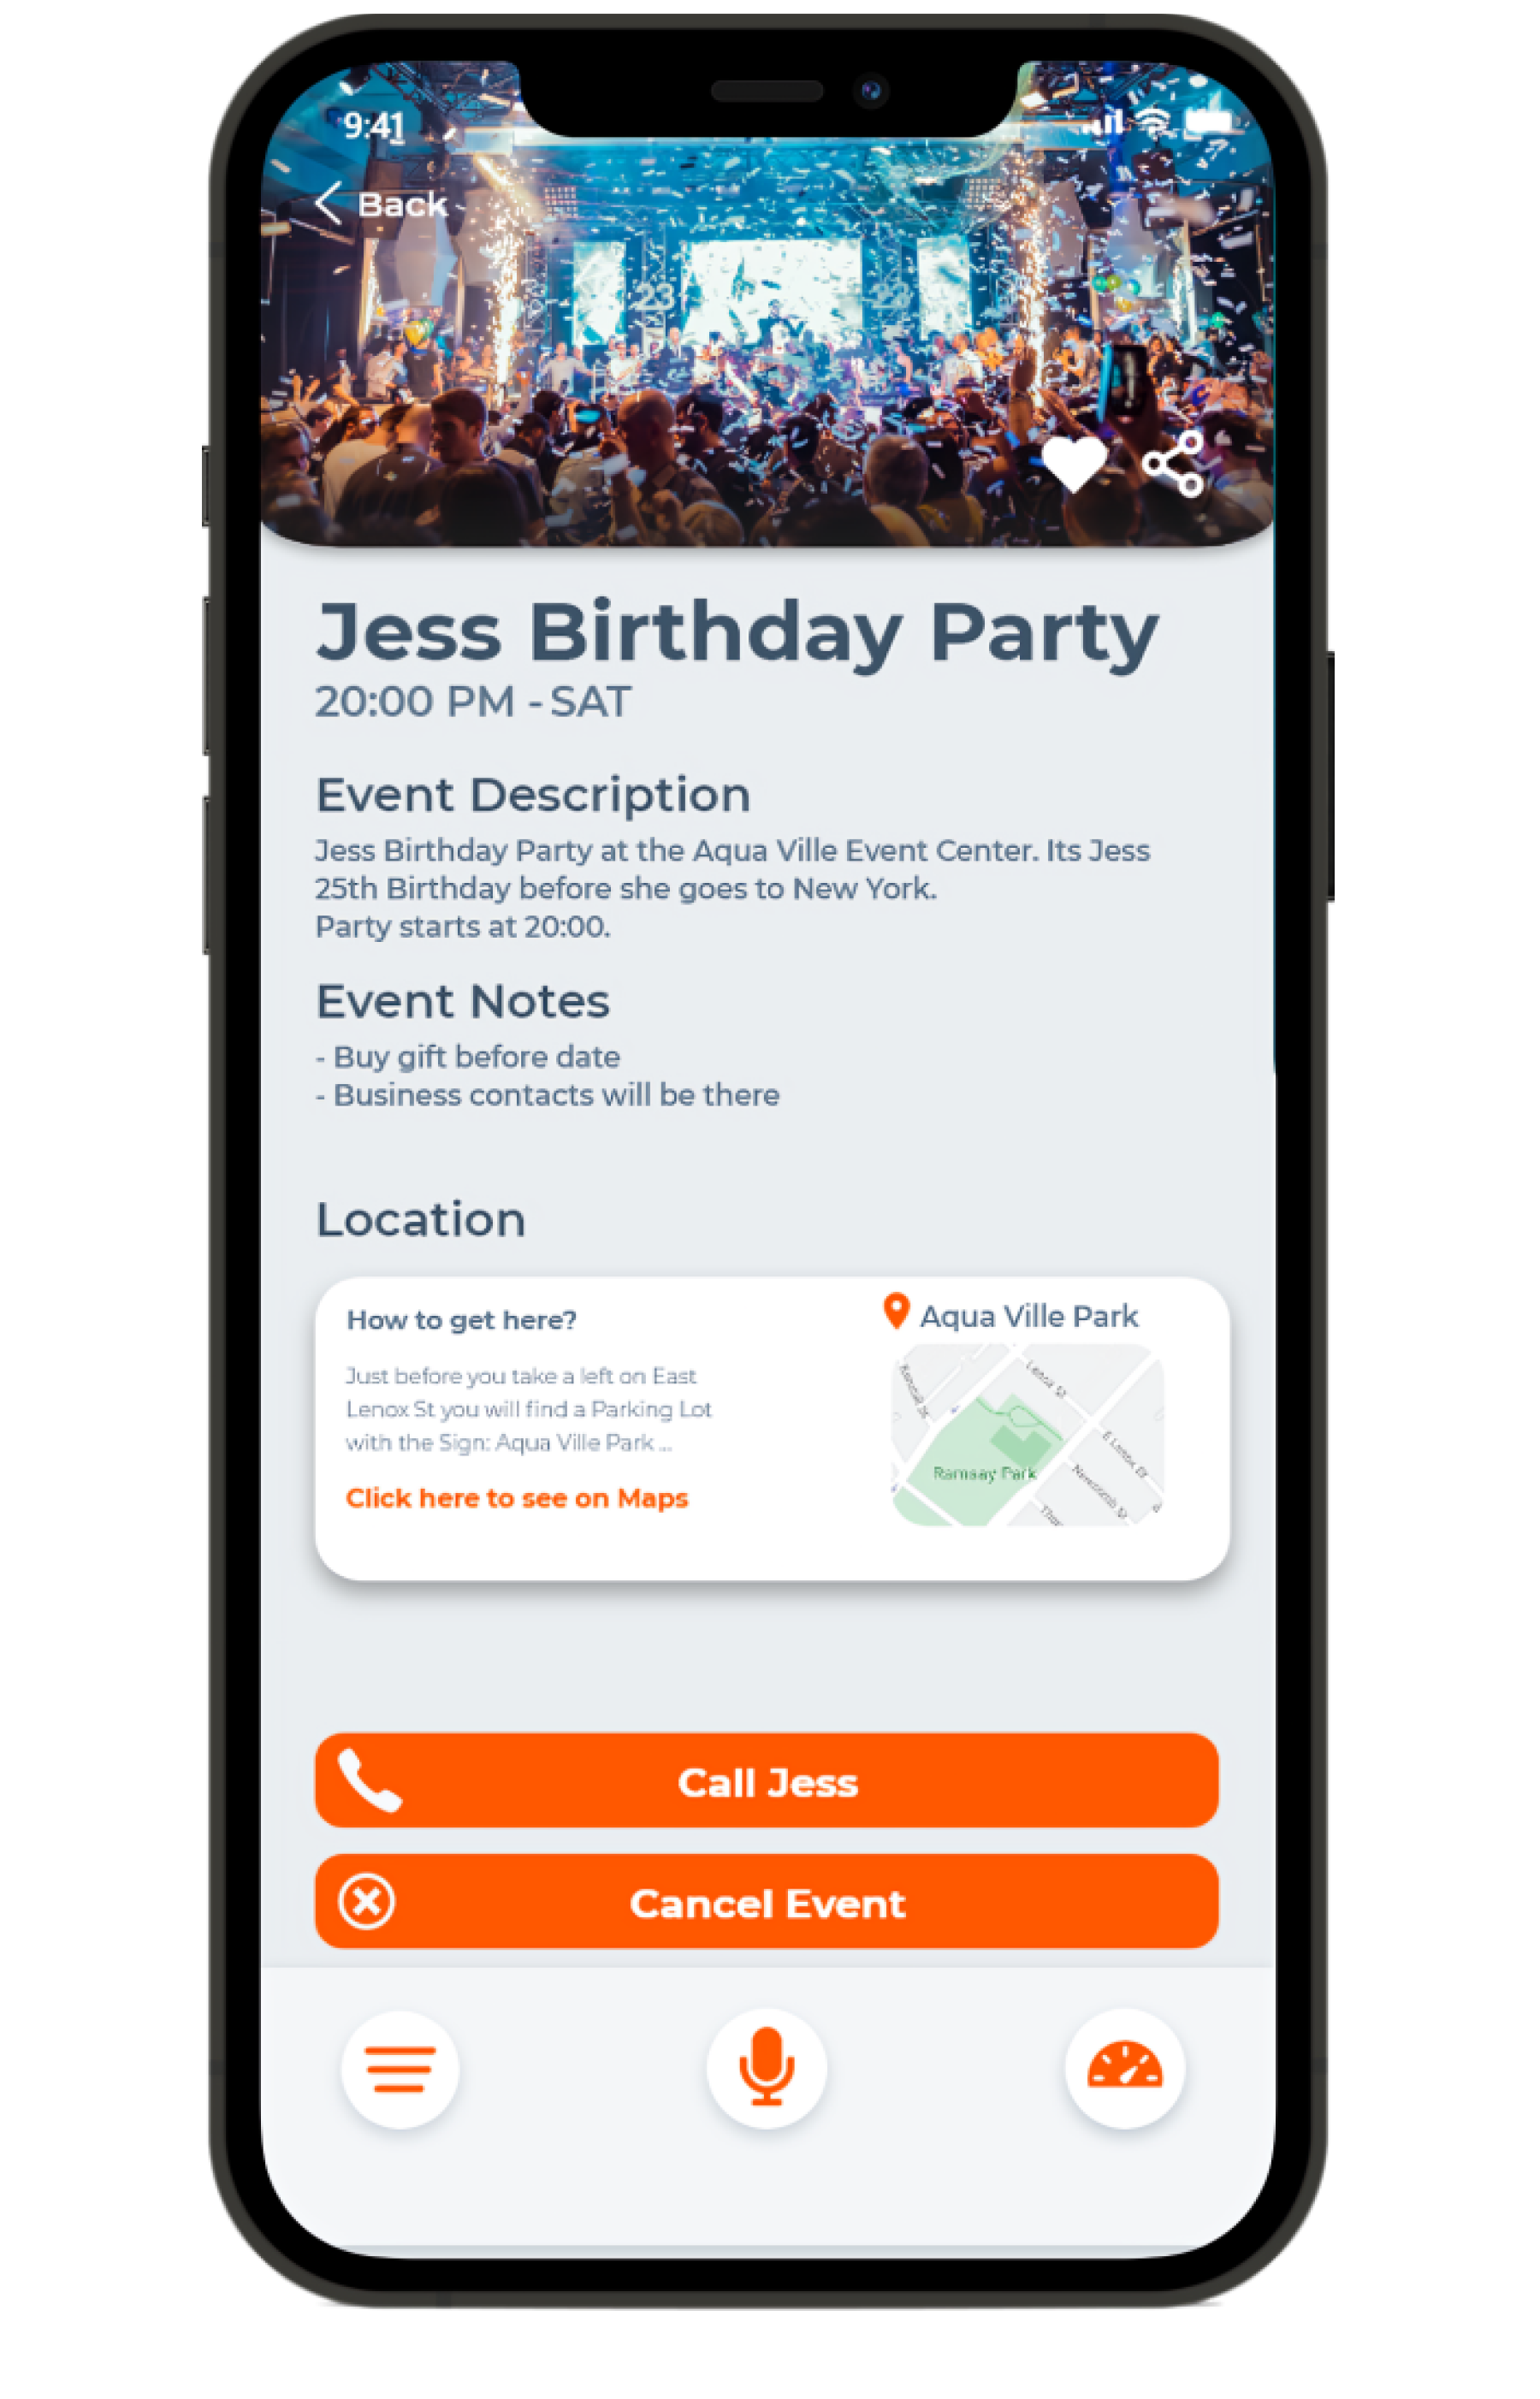 9:41
Back
23
Jess Birthday Party
20:00 PM - SAT
Event Description
Jess Birthday Party at the Aqua Ville Event Center. Its Jess
25th Birthday before she goes to New York.
Party starts at 20:00.
Event Notes
- Buy gift before date
- Business contacts will be there
Location
How to get here?
Just before you take a left on East
Lenox St you will find a Parking Lot
with the Sign: Aqua Ville Park ...
Click here to see on Maps
Aqua Ville Park
Lenox St
E Lenox St
Ramsay Park
Newcomb St
Call Jess
Cancel Event